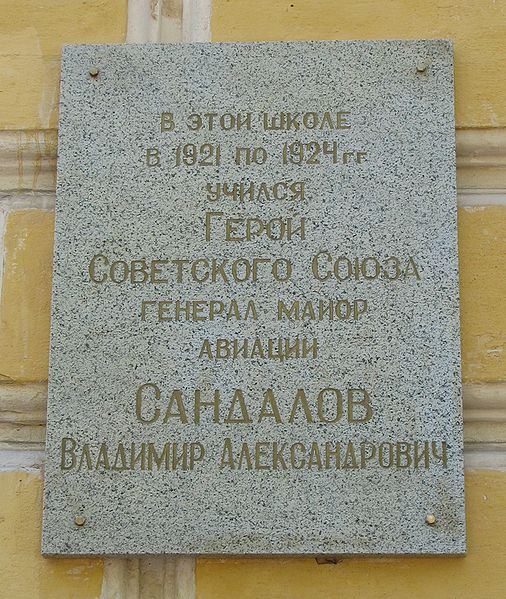 В ЭТОЙ ШКОЛЕ
В 1921 ПО 1924 гг
УЧИЛСЯ
ГЕРОЙ
СОВЕТСКОГО СОЮЗА
ГЕНЕРАЛ МАЙОР
АВИАЦИИ
САНДАЛОВ
ВЛАДИМИР АЛЕКСАНДРОВИЧ